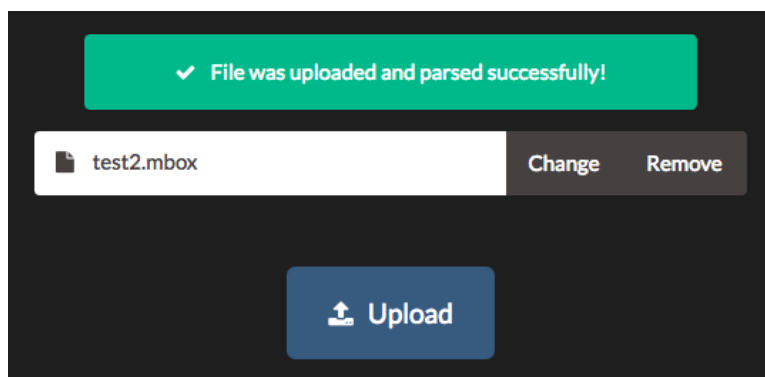 File was uploaded and parsed successfully!
test2.mbox Change Remove
Upload